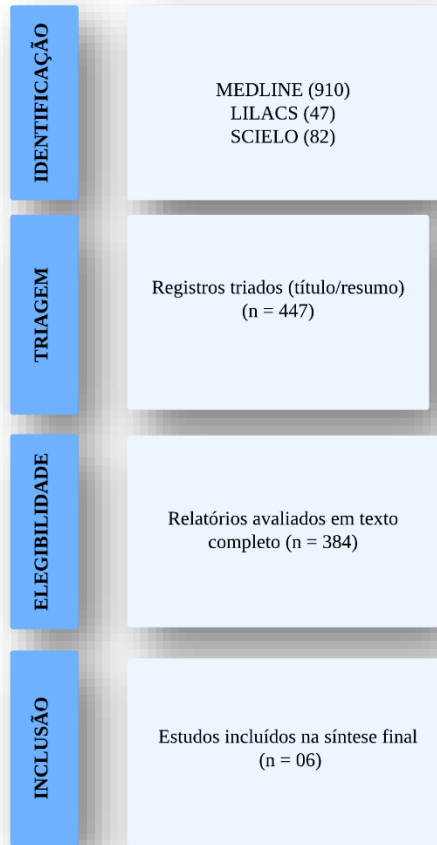 IDENTIFICAÇÃO
MEDLINE (910)
LILACS (47)
SCIELO (82)
TRIAGEM
Registros triados (título/resumo)
(n = 447)
ELEGIBILIDADE
Relatórios avaliados em texto
completo (n = 384)
INCLUSÃO
Estudos incluídos na síntese final
(n = 06)